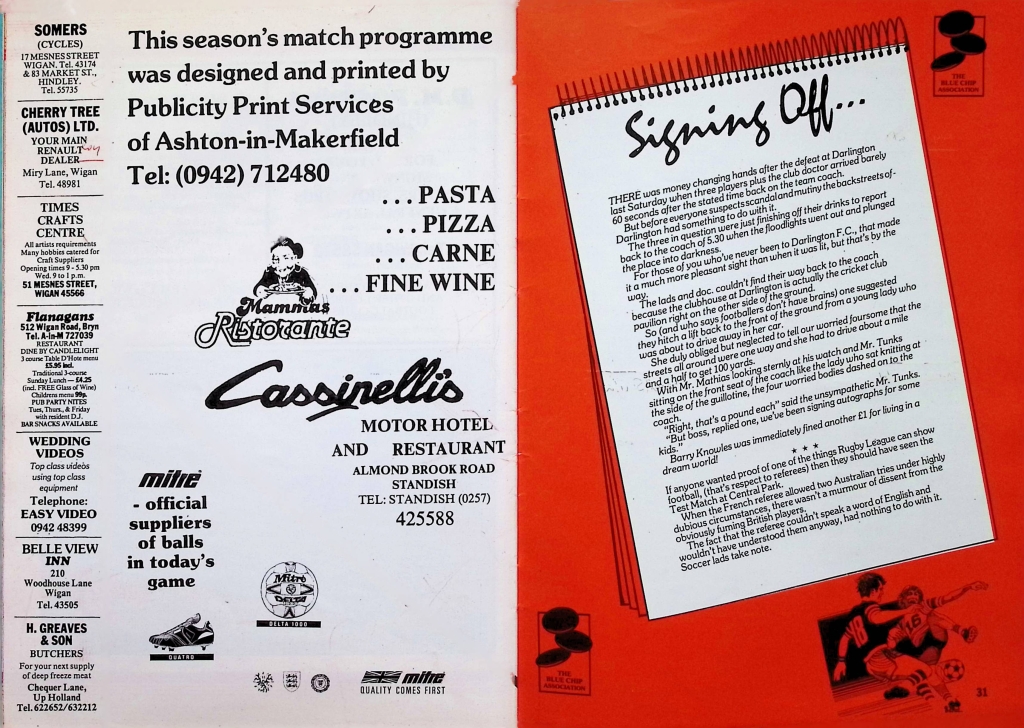 SOMERS
(CYCLES)
17 MESNES STREET
WIGAN. Tel. 43174
& 83 MARKET ST.,
HINDLEY.
Tel. 55735
CHERRY TREE
(AUTOS) LTD.
YOUR MAIN
RENAULT
DEALER
Miry Lane, Wigan
Tel. 48981
TIMES
CRAFTS
CENTRE
All artists requirements
Many hobbies catered for
Craft Suppliers
Opening times 9 - 5.30 pm
Wed. 9 to 1 p.m.
51 MESNES STREET,
WIGAN 45566
Flanagans
512 Wigan Road, Bryn
Tel. A-in-M 727039
RESTAURANT
DINE BY CANDLELIGHT
3 course Table D'Hote menu
£5.95 incl.
Traditional 3-course
Sunday Lunch — £4.25
(incl. FREE Glass of Wine)
Childrens menu 99p.
PUB PARTY NITES
Tues, Thurs., & Friday
with resident D.J.
BAR SNACKS AVAILABLE
WEDDING
VIDEOS
Top class videos
using top class
equipment
Telephone:
EASY VIDEO
0942 48399
BELLE VIEW
INN
210
Woodhouse Lane
Wigan
Tel. 43505
H. GREAVES
& SON
BUTCHERS
For your next supply
of deep freeze meat
Chequer Lane,
Up Holland
Tel. 622652/632212
This season's match programme
was designed and printed by
Publicity Print Services
of Ashton-in-Makerfield
Tel: (0942) 712480
...PASTA
...PIZZA
...CARNE
...FINE WINE
Mammas
Ristorante
Cassinelli's
MOTOR HOTEL
AND RESTAURANT
ALMOND BROOK ROAD
STANDISH
TEL: STANDISH (0257)
425588
mitre
- official
suppliers
of balls
in today's
game
Mitre
DELTA
DELTA 1000
QUATRO
mitre
QUALITY COMES FIRST
THE
BLUE CHIP
ASSOCIATION
Signing Off...
THERE was money changing hands after the defeat at Darlington
last Saturday when three players plus the club doctor arrived barely
60 seconds after the stated time back on the team coach.
But before everyone suspects scandal and mutiny the backstreets of
Darlington had something to do with it.
The three in question were just finishing off their drinks to report
back to the coach of 5.30 when the floodlights went out and plunged
the place into darkness.
For those of you who've never been to Darlington F.C., that made
it a much more pleasant sight than when it was lit, but that's by the
way.
The lads and doc. couldn't find their way back to the coach
because the clubhouse at Darlington is actually the cricket club
pavilion right on the other side of the ground.
So (and who says footballers don't have brains) one suggested
they hitch a lift back to the front of the ground from a young lady who
was about to drive away in her car.
She duly obliged but neglected to tell our worried foursome that the
streets all around were one way and she had to drive about a mile
and a half to get 100 yards.
With Mr. Mathias looking sternly at his watch and Mr. Tunks
sitting on the front seat of the coach like the lady who sat knitting at
the side of the guillotine, the four worried bodies dashed on to the
coach.
"Right, that's a pound each" said the unsympathetic Mr. Tunks.
"But boss, replied one, we've been signing autographs for some
kids."
Barry Knowles was immediately fined another £1 for living in a
dream world!
* * *
If anyone wanted proof of one of the things Rugby League can show
football, (that's respect to referees) then they should have seen the
Test Match at Central Park.
When the French referee allowed two Australian tries under highly
dubious circumstances, there wasn't a murmour of dissent from the
obviously fuming British players.
The fact that the referee couldn't speak a word of English and
wouldn't have understood them anyway, had nothing to do with it.
Soccer lads take note.
THE
BLUE CHIP
ASSOCIATION
18
16
31